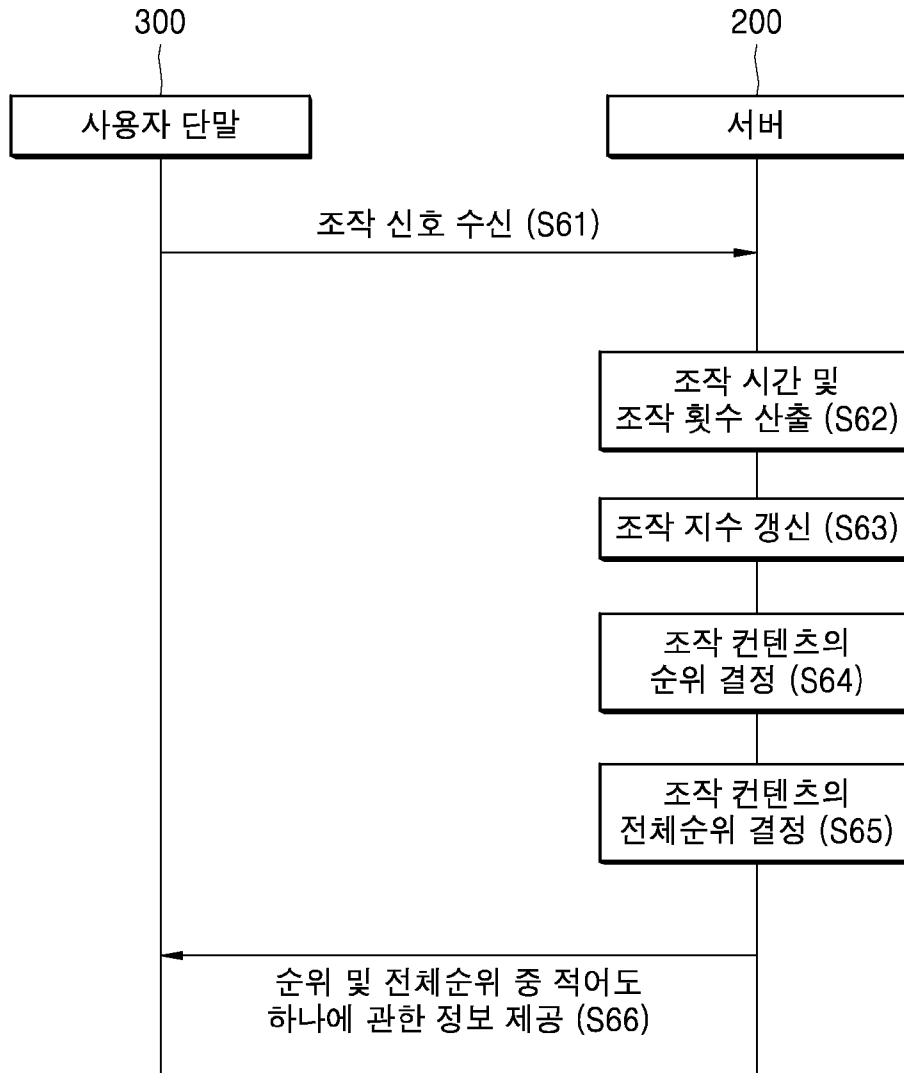 300
200
사용자 단말
서버
조작 신호 수신 (S61)
조작 시간 및
조작 횟수 산출 (S62)
조작 지수 갱신 (S63)
조작 컨텐츠의
순위 결정 (S64)
조작 컨텐츠의
전체순위 결정 (S65)
순위 및 전체순위 중 적어도
하나에 관한 정보 제공 (S66)